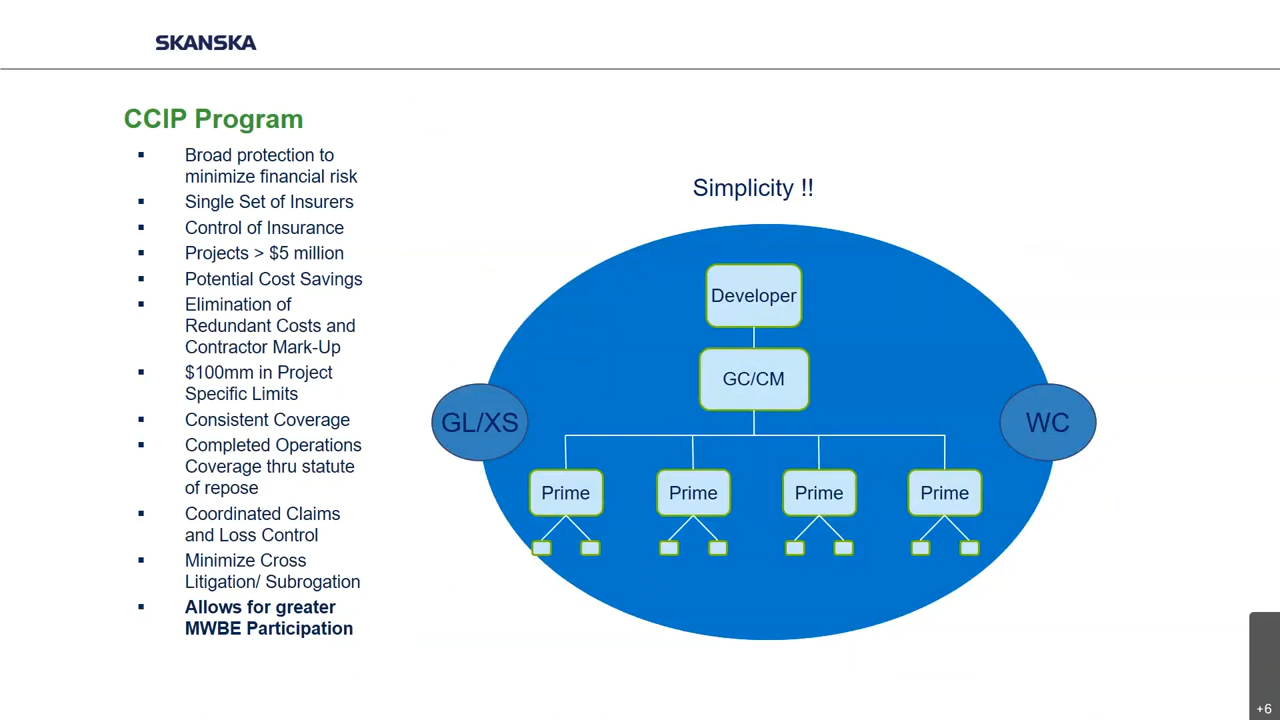 SKANSKA
CCIP Program
▪ Broad protection to
minimize financial risk
▪ Single Set of Insurers
▪ Control of Insurance
▪ Projects > $5 million
▪ Potential Cost Savings
▪ Elimination of
Redundant Costs and
Contractor Mark-Up
▪ $100mm in Project
Specific Limits
▪ Consistent Coverage
▪ Completed Operations
Coverage thru statute
of repose
▪ Coordinated Claims
and Loss Control
▪ Minimize Cross
Litigation/ Subrogation
▪ Allows for greater
MWBE Participation
Simplicity !!
Developer
GC/CM
GL/XS
WC
Prime
Prime
Prime
Prime
+6